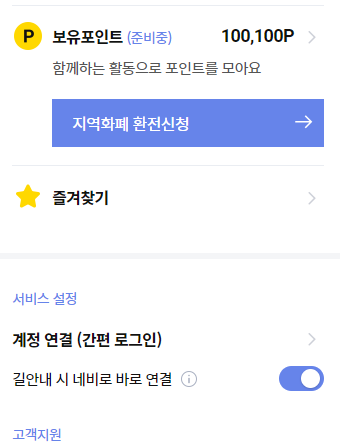 P 보유포인트 (준비중) 100,100P
함께하는 활동으로 포인트를 모아요
지역화폐 환전신청
즐겨찾기
서비스 설정
계정 연결 (간편 로그인)
길안내 시 네비로 바로 연결
고객지원